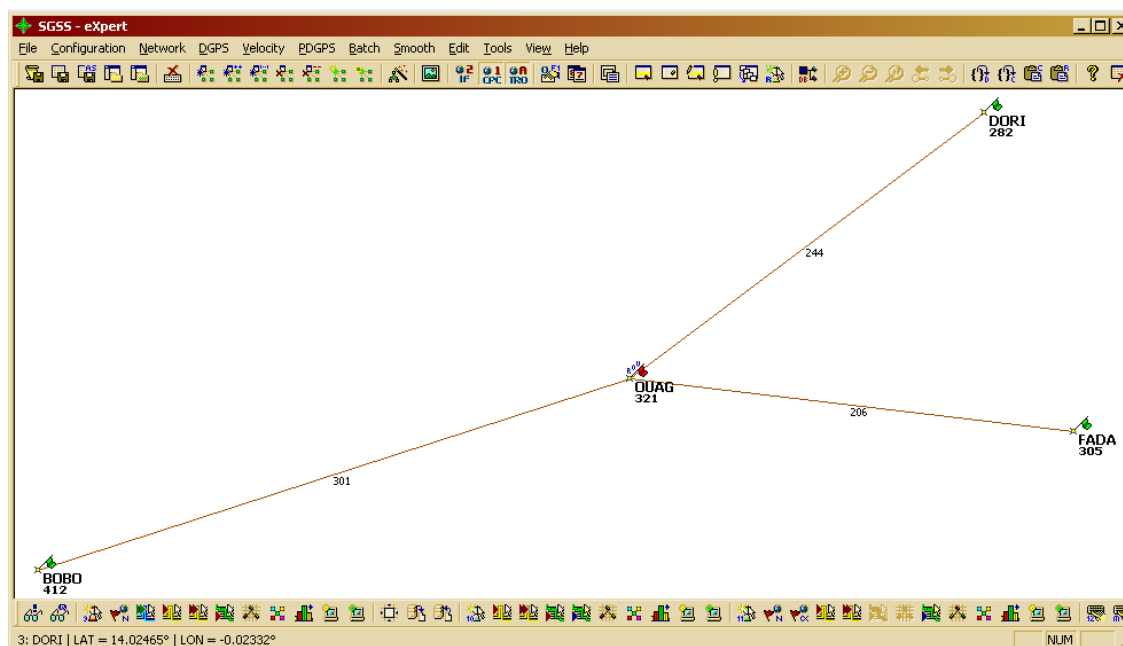 SGSS - eXpert
File Configuration Network DGPS Velocity PDGPS Batch Smooth Edit Tools View Help
DORI
282
244
OUAG
321
206
FADA
305
301
BOBO
412
3: DORI | LAT = 14.02465° | LON = -0.02332°
NUM